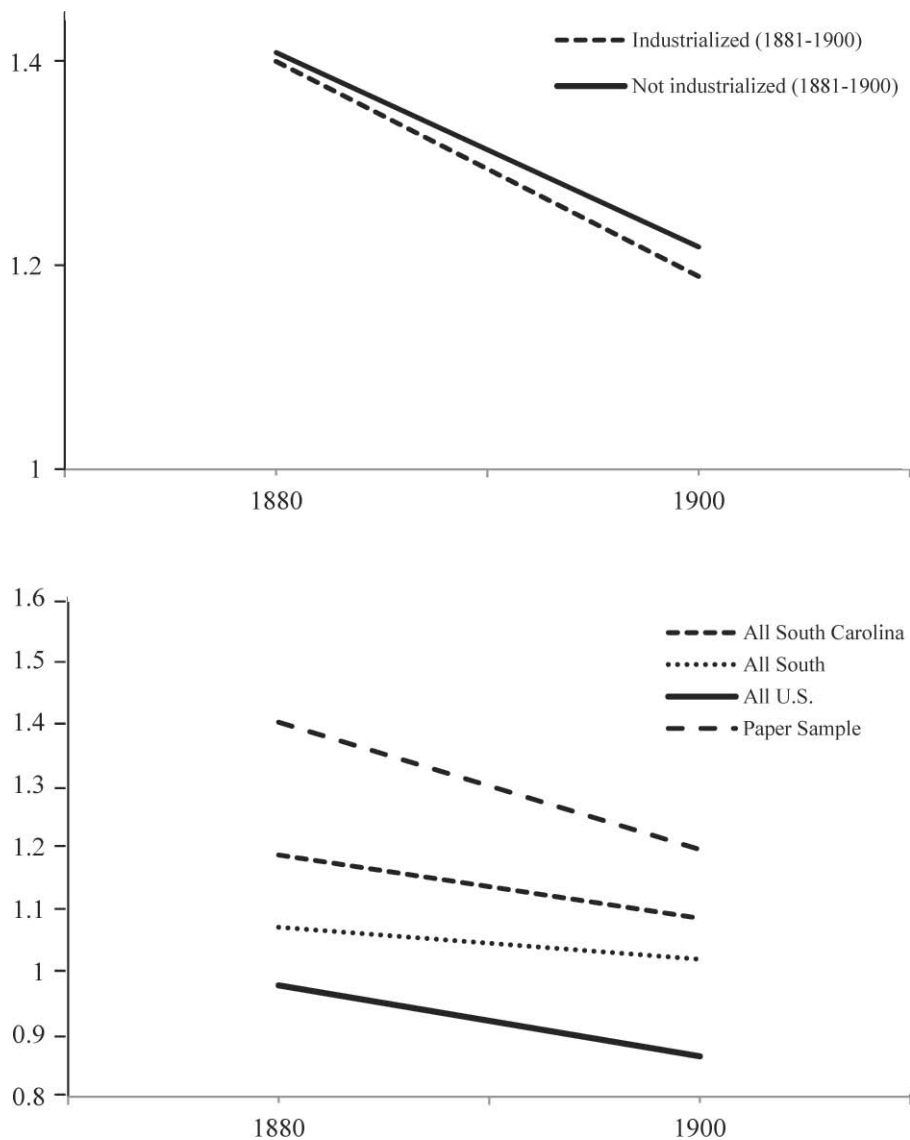 1.4
1.2
1
Industrialized (1881-1900)
Not industrialized (1881-1900)
1880
1900
1.6
1.5
1.4
1.3
1.2
1.1
1
0.9
0.8
All South Carolina
All South
All U.S.
Paper Sample
1880
1900